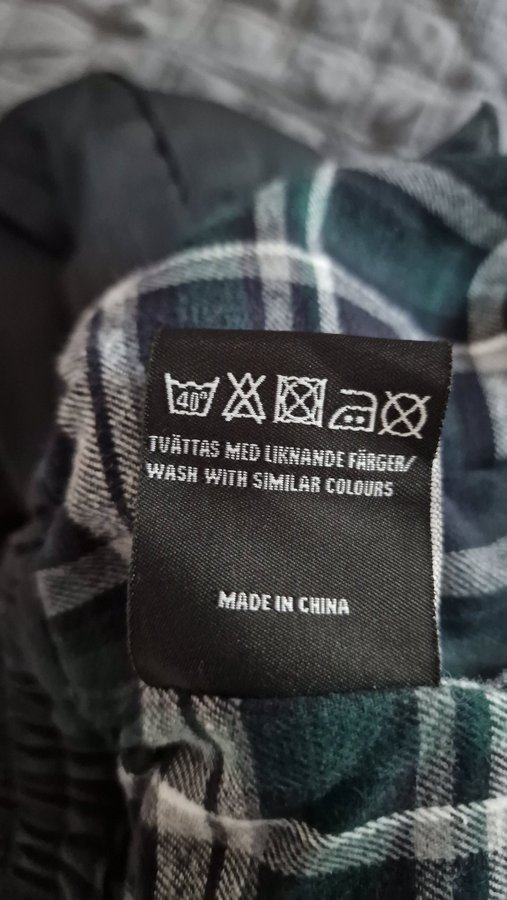 40°
TVÄTTAS MED LIKNANDE FÄRGER/
WASH WITH SIMILAR COLOURS
MADE IN CHINA